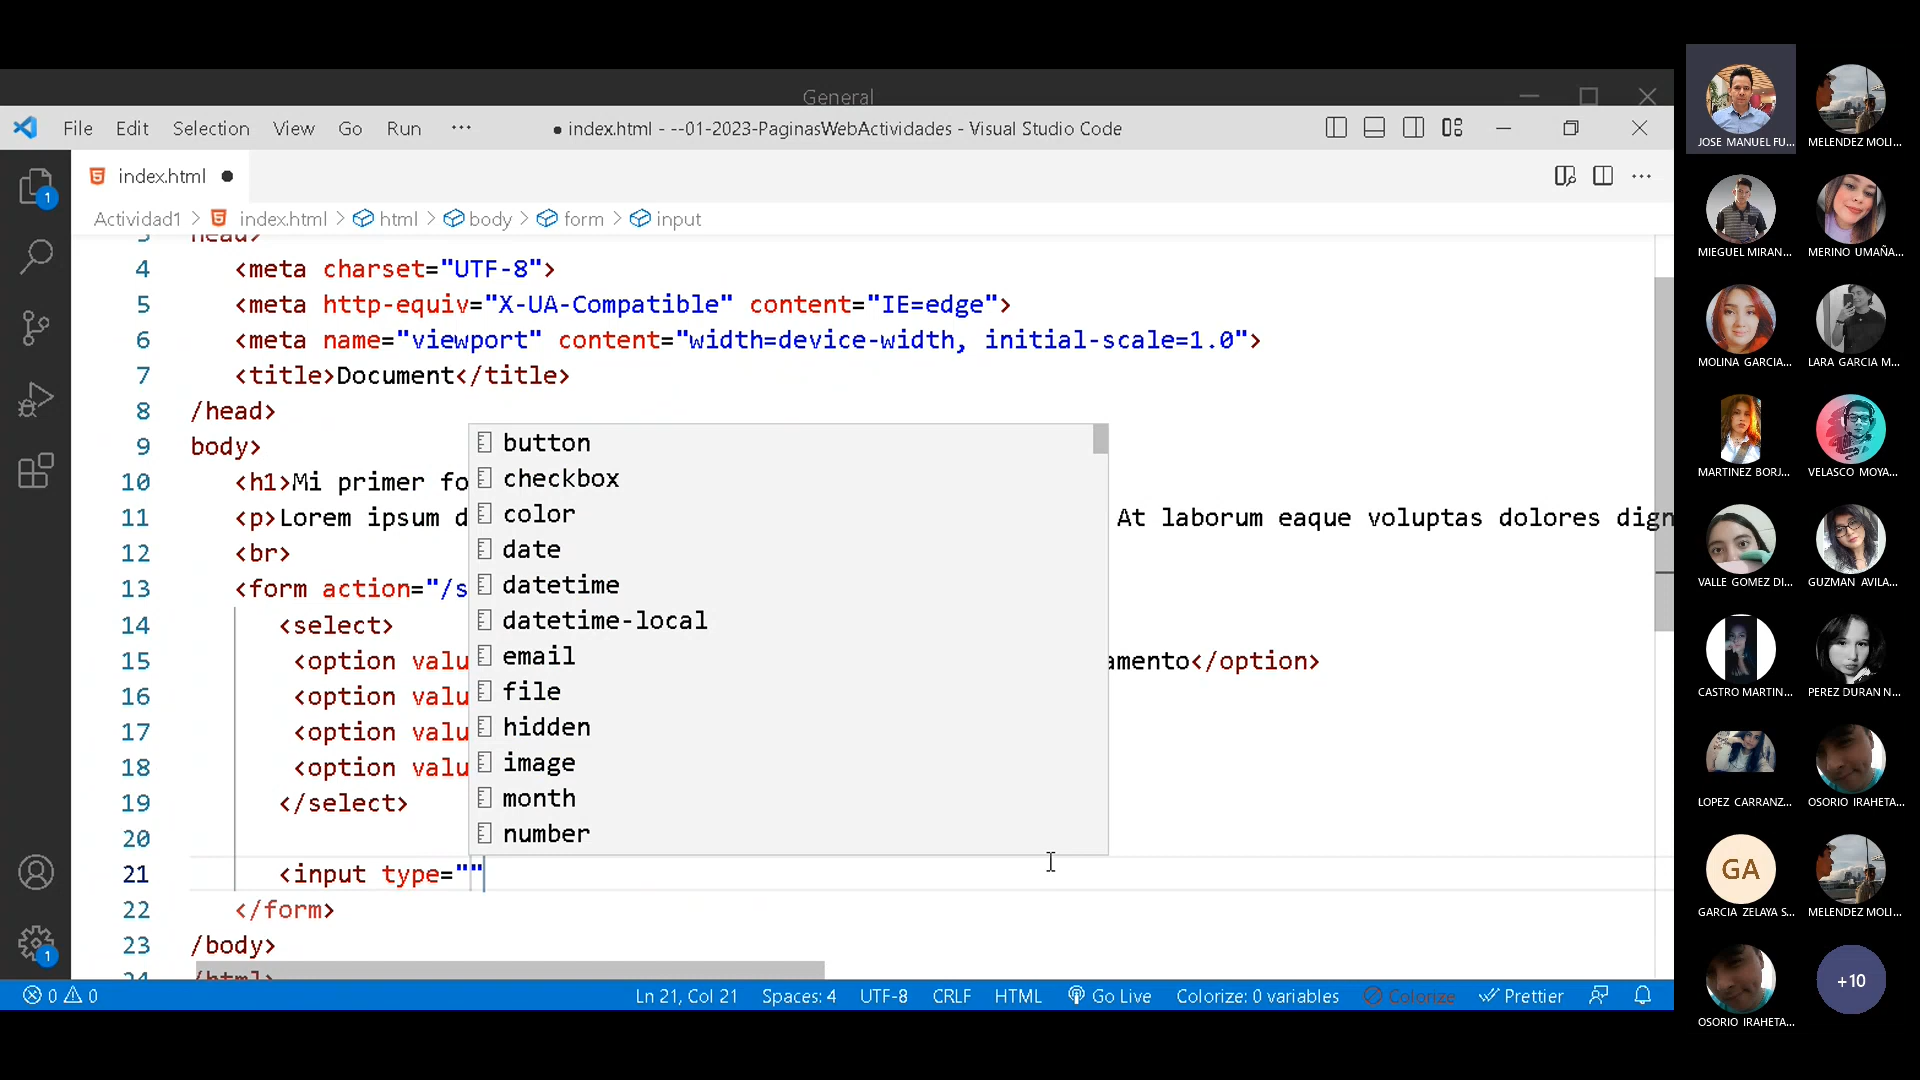 General
File Edit Selection View Go Run ···
● index.html - --01-2023-PaginasWebActividades - Visual Studio Code
index.html ●
Actividad1 > index.html > html > body > form > input
1
3 head>
4 <meta charset="UTF-8">
5 <meta http-equiv="X-UA-Compatible" content="IE=edge">
6 <meta name="viewport" content="width=device-width, initial-scale=1.0">
7 <title>Document</title>
8 /head>
9 body>
10 <h1>Mi primer fo
11 <p>Lorem ipsum d At laborum eaque voluptas dolores dign
12 <br>
13 <form action="/s
14 <select>
15 <option valu amento</option>
16 <option valu
17 <option valu
18 <option valu
19 </select>
20
21 <input type=""
22 </form>
23 /body>
24 /html>
button
checkbox
color
date
datetime
datetime-local
email
file
hidden
image
month
number
1
0 0 Ln 21, Col 21 Spaces: 4 UTF-8 CRLF HTML Go Live Colorize: 0 variables Colorize Prettier
JOSE MANUEL FU... MELENDEZ MOLI...
MIEGUEL MIRAN... MERINO UMAÑA...
MOLINA GARCIA... LARA GARCIA M...
MARTINEZ BORJ... VELASCO MOYA...
VALLE GOMEZ DI... GUZMAN AVILA...
CASTRO MARTIN... PEREZ DURAN N...
LOPEZ CARRANZ... OSORIO IRAHETA...
GA
GARCIA ZELAYA S... MELENDEZ MOLI...
+10
OSORIO IRAHETA...